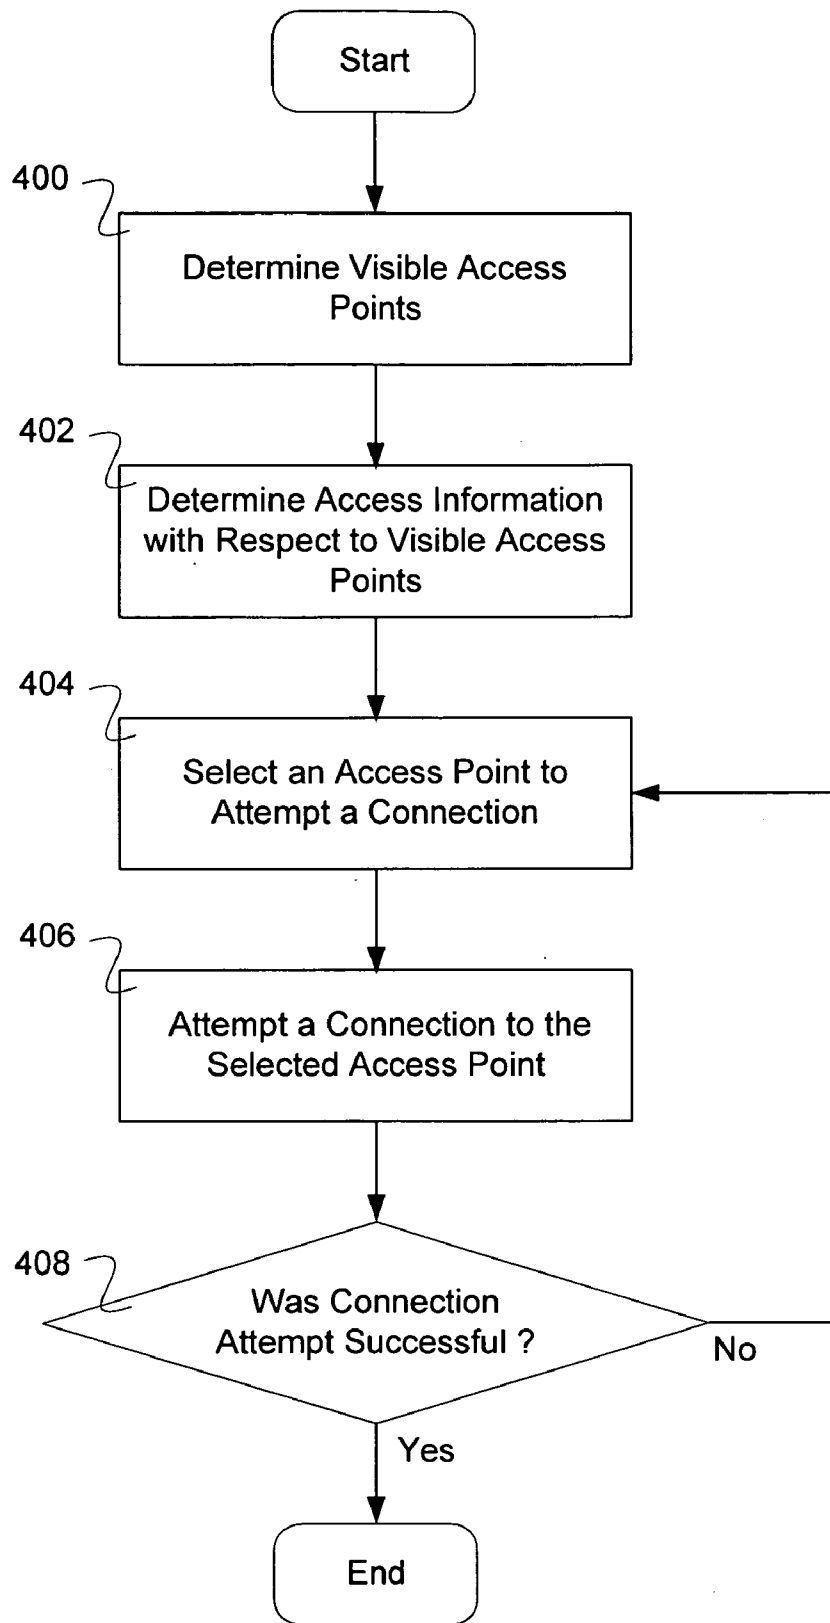 Start
400
Determine Visible Access
Points
402
Determine Access Information
with Respect to Visible Access
Points
404
Select an Access Point to
Attempt a Connection
406
Attempt a Connection to the
Selected Access Point
408
Was Connection
Attempt Successful ?
No
Yes
End